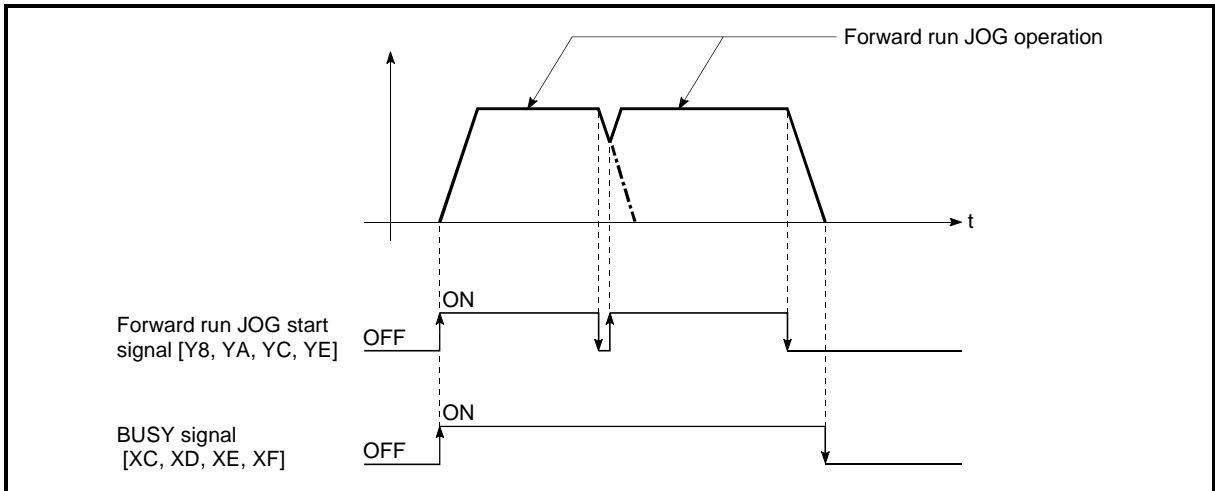 Forward run JOG operation
t
ON
Forward run JOG start
signal [Y8, YA, YC, YE]
OFF
ON
BUSY signal
[XC, XD, XE, XF]
OFF